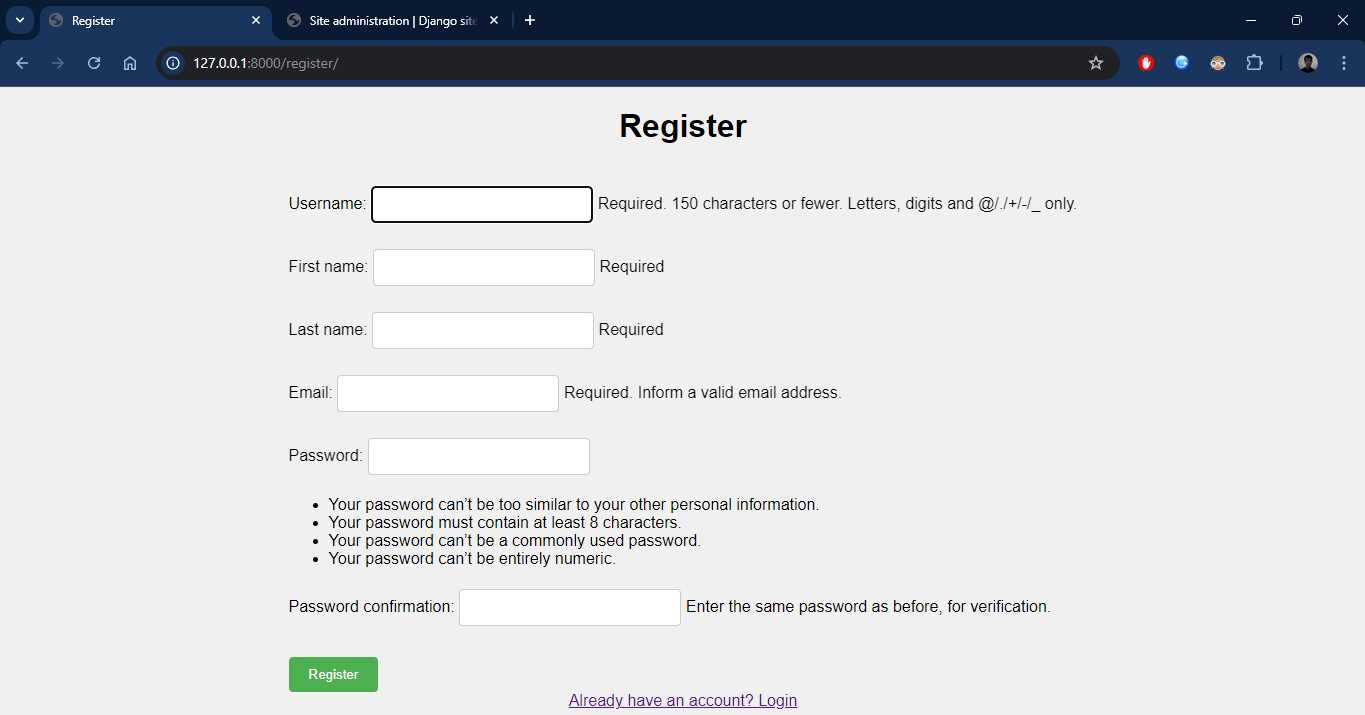 Register
Site administration | Django site
127.0.0.1:8000/register/
Register
Username: Required. 150 characters or fewer. Letters, digits and @/./+/-/_ only.
First name: Required
Last name: Required
Email: Required. Inform a valid email address.
Password:
Your password can’t be too similar to your other personal information.
Your password must contain at least 8 characters.
Your password can’t be a commonly used password.
Your password can’t be entirely numeric.
Password confirmation: Enter the same password as before, for verification.
Register
Already have an account? Login